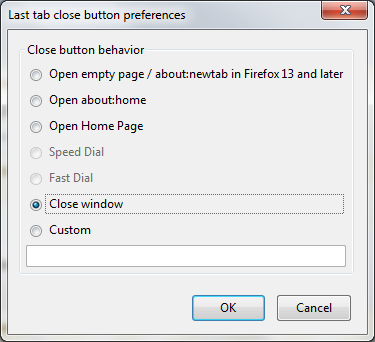 Last tab close button preferences
Close button behavior
Open empty page / about:newtab in Firefox 13 and later
Open about:home
Open Home Page
Speed Dial
Fast Dial
Close window
Custom
OK
Cancel